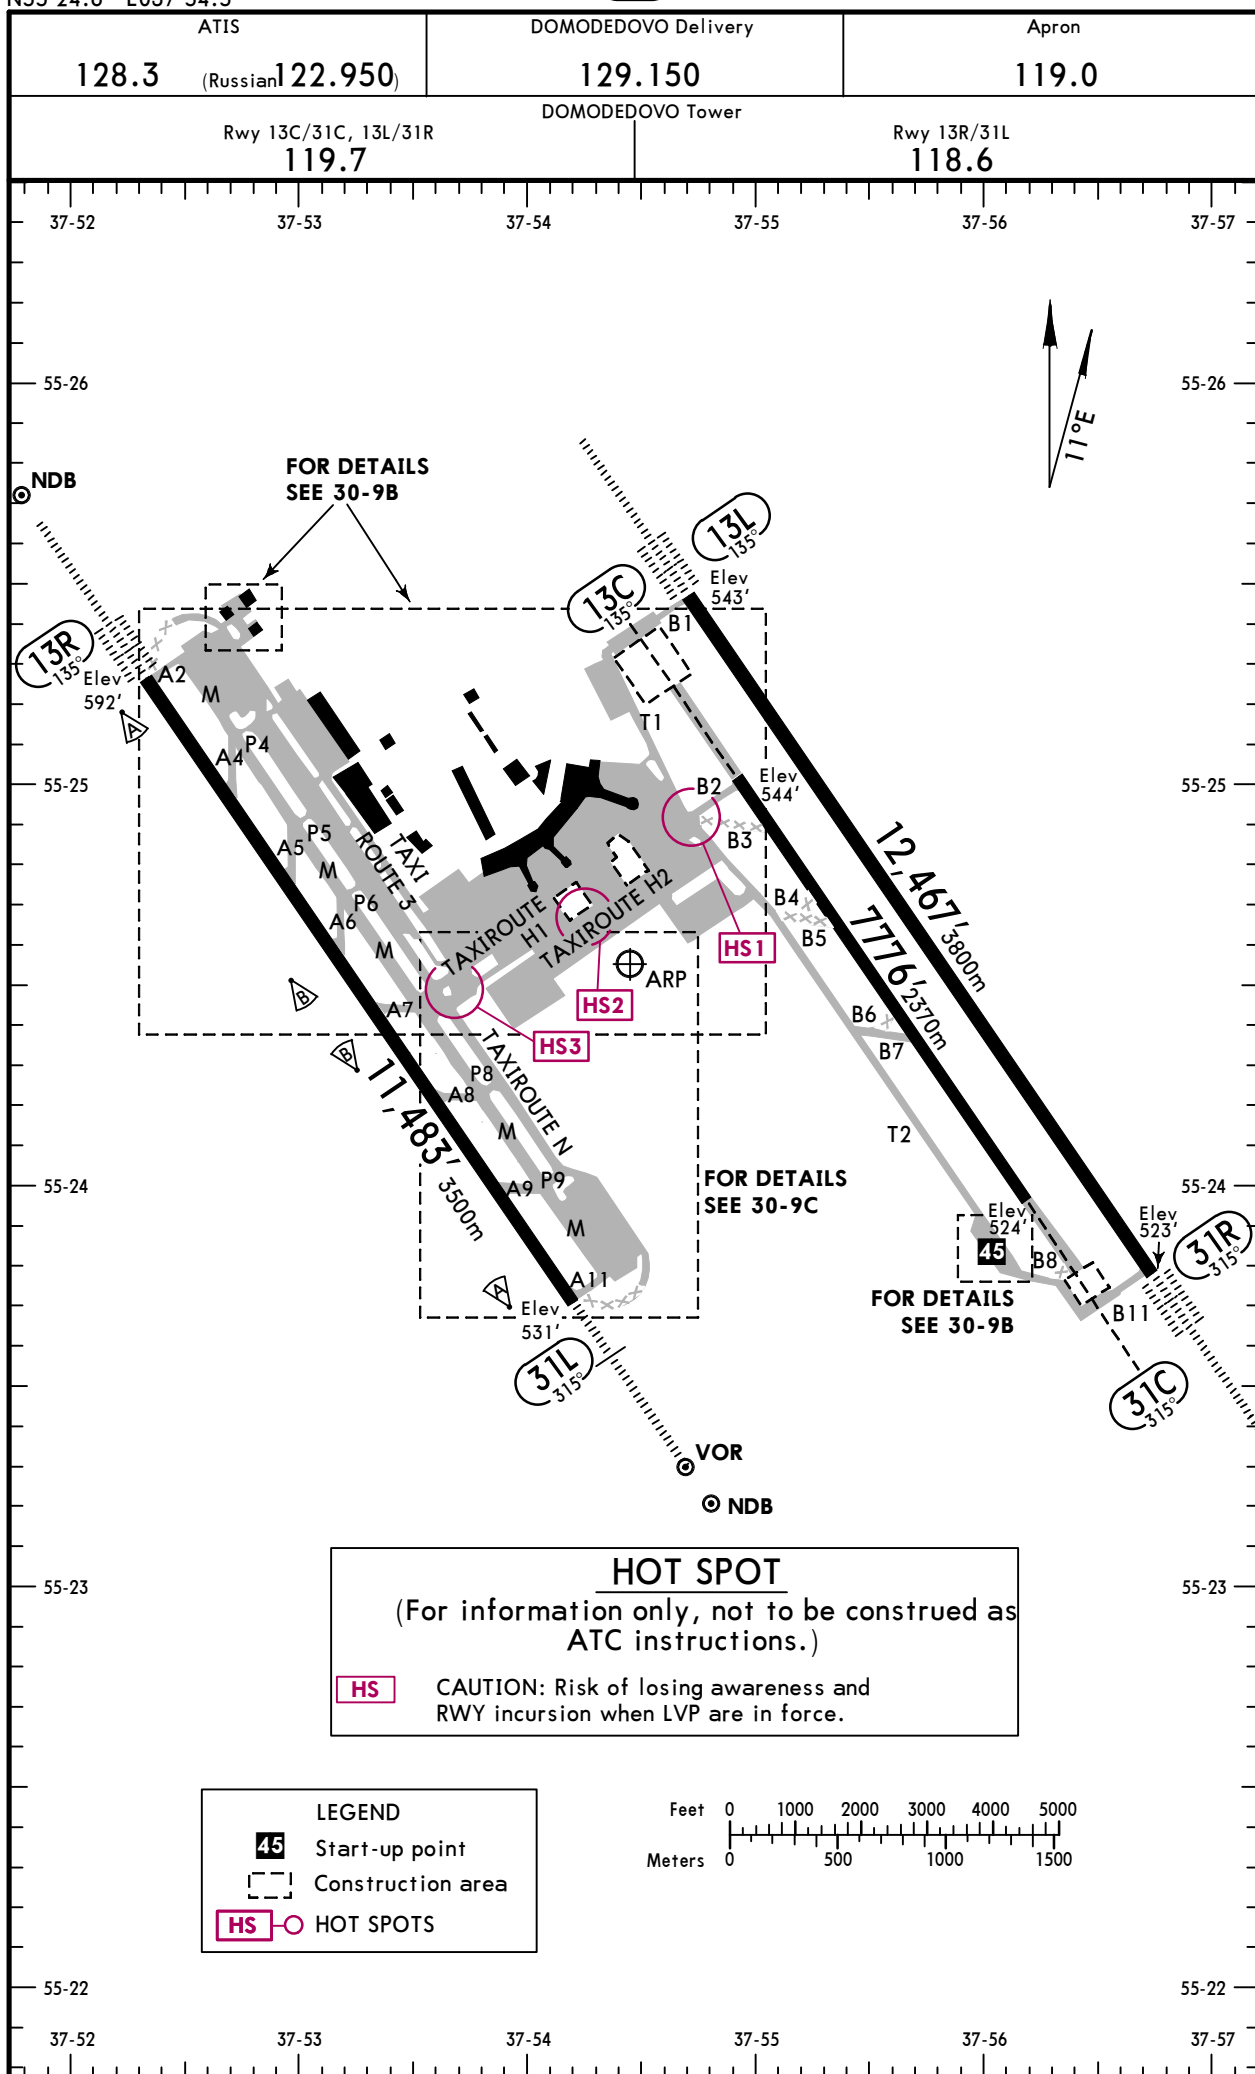 ATIS
128.3 (Russian 122.950)
DOMODEDOVO Delivery
129.150
Apron
119.0
DOMODEDOVO Tower
Rwy 13C/31C, 13L/31R
119.7
Rwy 13R/31L
118.6
37-52 37-53 37-54 37-55 37-56 37-57
55-26 55-26
11°E
NDB
FOR DETAILS
SEE 30-9B
13L
135°
Elev
543'
13C
135°
B1
13R
135°
Elev
592'
A2
M
A
T1
P4
A4
55-25 55-25
B2
Elev
544'
B3
P5
A5
M
TAXI
ROUTE 3
12,467' 3800m
P6
A6
M
TAXIROUTE
H1
TAXIROUTE H2
B4
B5
7776' 2370m
HS1
ARP
B
HS2
A7
HS3
B6
B7
B
TAXIROUTE N
P8
A8
11,483' 3500m
M
T2
A9
P9
55-24 55-24
FOR DETAILS
SEE 30-9C
M
Elev
524'
Elev
523'
31R
315°
45
B8
A11
A
Elev
531'
FOR DETAILS
SEE 30-9B
B11
31L
315°
31C
315°
VOR
NDB
55-23 55-23
HOT SPOT
(For information only, not to be construed as
ATC instructions.)
HS CAUTION: Risk of losing awareness and
RWY incursion when LVP are in force.
LEGEND
45 Start-up point
Construction area
HS HOT SPOTS
Feet 0 1000 2000 3000 4000 5000
Meters 0 500 1000 1500
55-22 55-22
37-52 37-53 37-54 37-55 37-56 37-57